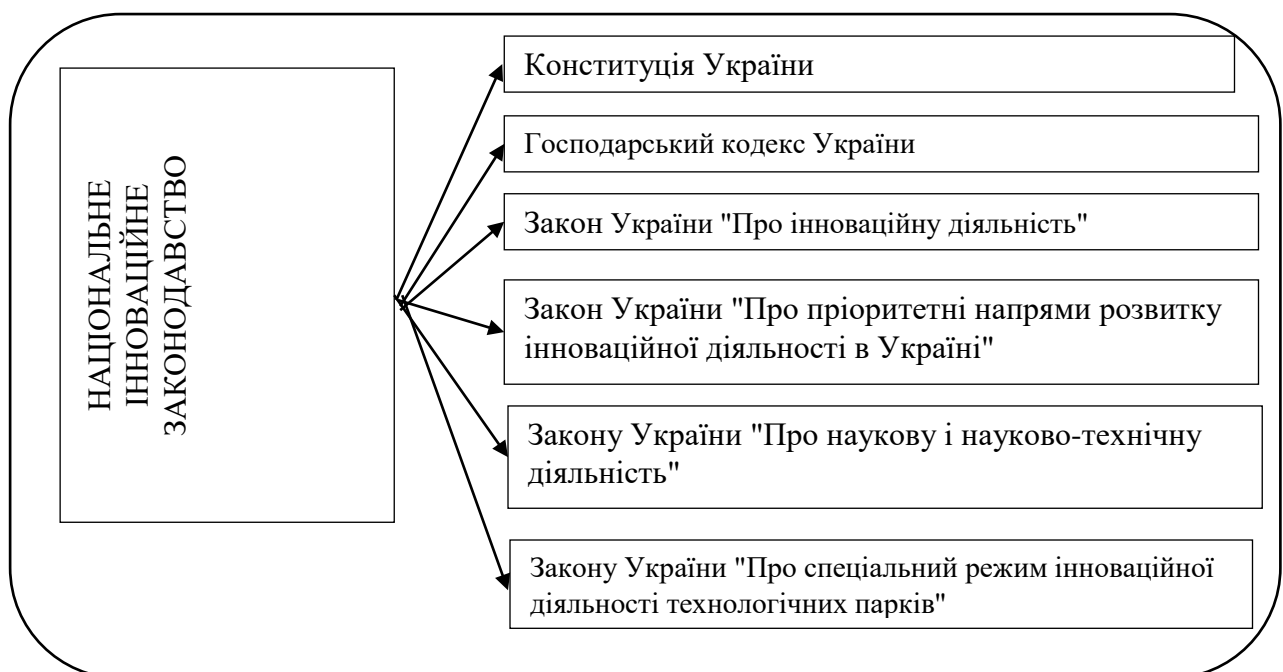 НАЦІОНАЛЬНЕ
ІННОВАЦІЙНЕ
ЗАКОНОДАВСТВО
Конституція України
Господарський кодекс України
Закон України "Про інноваційну діяльність"
Закон України "Про пріоритетні напрями розвитку
інноваційної діяльності в Україні"
Закону України "Про наукову і науково-технічну
діяльність"
Закону України "Про спеціальний режим інноваційної
діяльності технологічних парків"